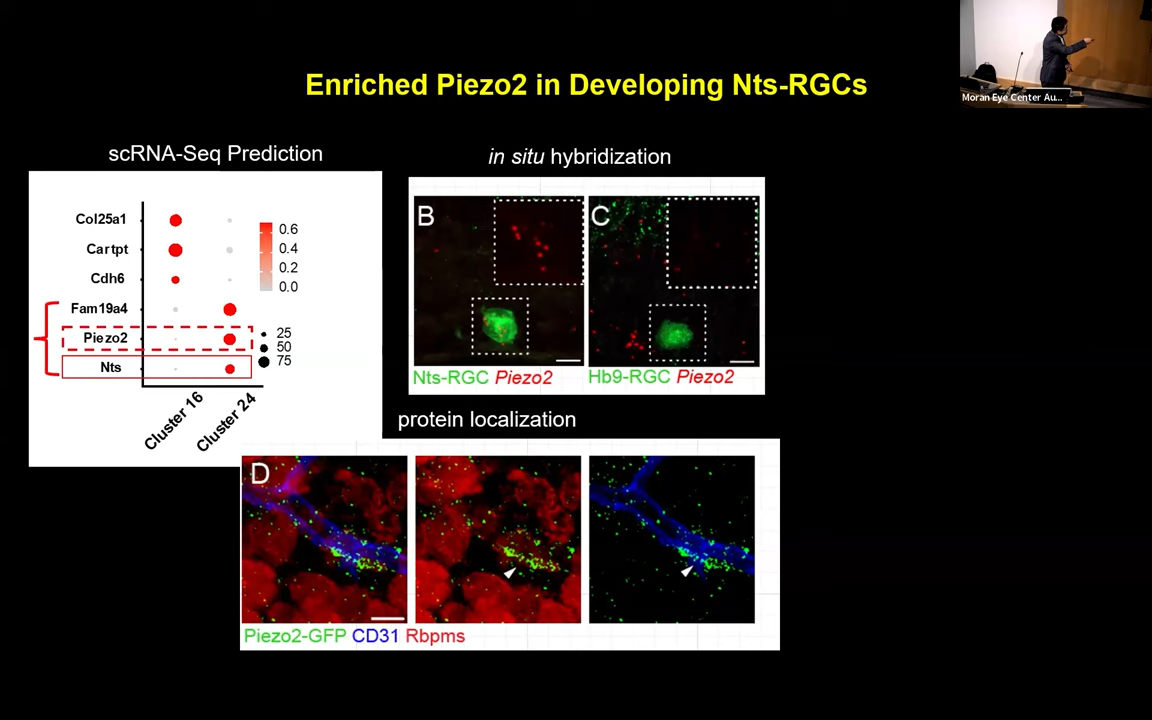 Enriched Piezo2 in Developing Nts-RGCs
Moran Eye Center Au...
scRNA-Seq Prediction
in situ hybridization
Col25a1
Cartpt
Cdh6
Fam19a4
Piezo2
Nts
0.6
0.4
0.2
0.0
25
50
75
Cluster 16
Cluster 24
B
C
Nts-RGC Piezo2
Hb9-RGC Piezo2
protein localization
D
Piezo2-GFP CD31 Rbpms